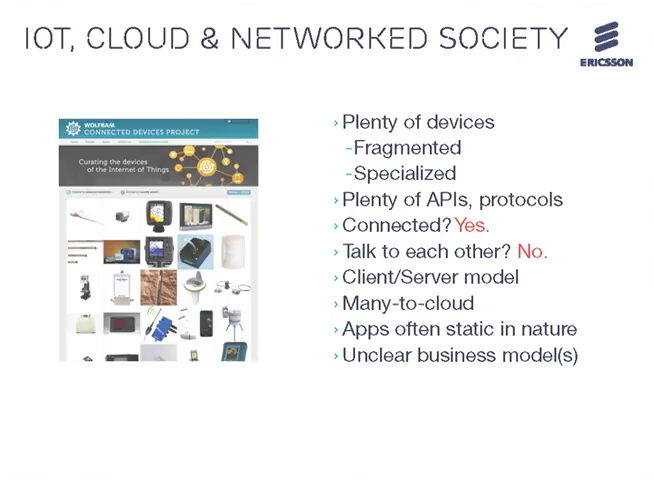 IOT, CLOUD & NETWORKED SOCIETY
ERICSSON
WOLFRAM
CONNECTED DEVICES PROJECT
Curating the devices
of the Internet of Things
› Plenty of devices
-Fragmented
-Specialized
› Plenty of APIs, protocols
› Connected? Yes.
› Talk to each other? No.
› Client/Server model
› Many-to-cloud
› Apps often static in nature
› Unclear business model(s)